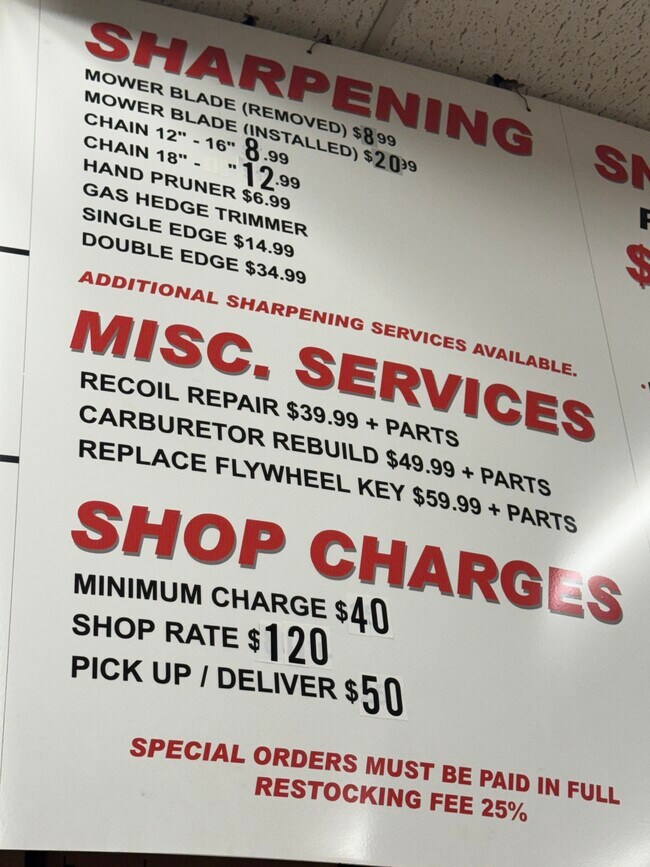 SHARPENING
MOWER BLADE (REMOVED) $8.99
MOWER BLADE (INSTALLED) $20.99
CHAIN 12" - 16" 8.99
CHAIN 18" - " 12.99
HAND PRUNER $6.99
GAS HEDGE TRIMMER
SINGLE EDGE $14.99
DOUBLE EDGE $34.99
ADDITIONAL SHARPENING SERVICES AVAILABLE.
MISC. SERVICES
RECOIL REPAIR $39.99 + PARTS
CARBURETOR REBUILD $49.99 + PARTS
REPLACE FLYWHEEL KEY $59.99 + PARTS
SHOP CHARGES
MINIMUM CHARGE $40
SHOP RATE $120
PICK UP / DELIVER $50
SPECIAL ORDERS MUST BE PAID IN FULL
RESTOCKING FEE 25%
SN
$